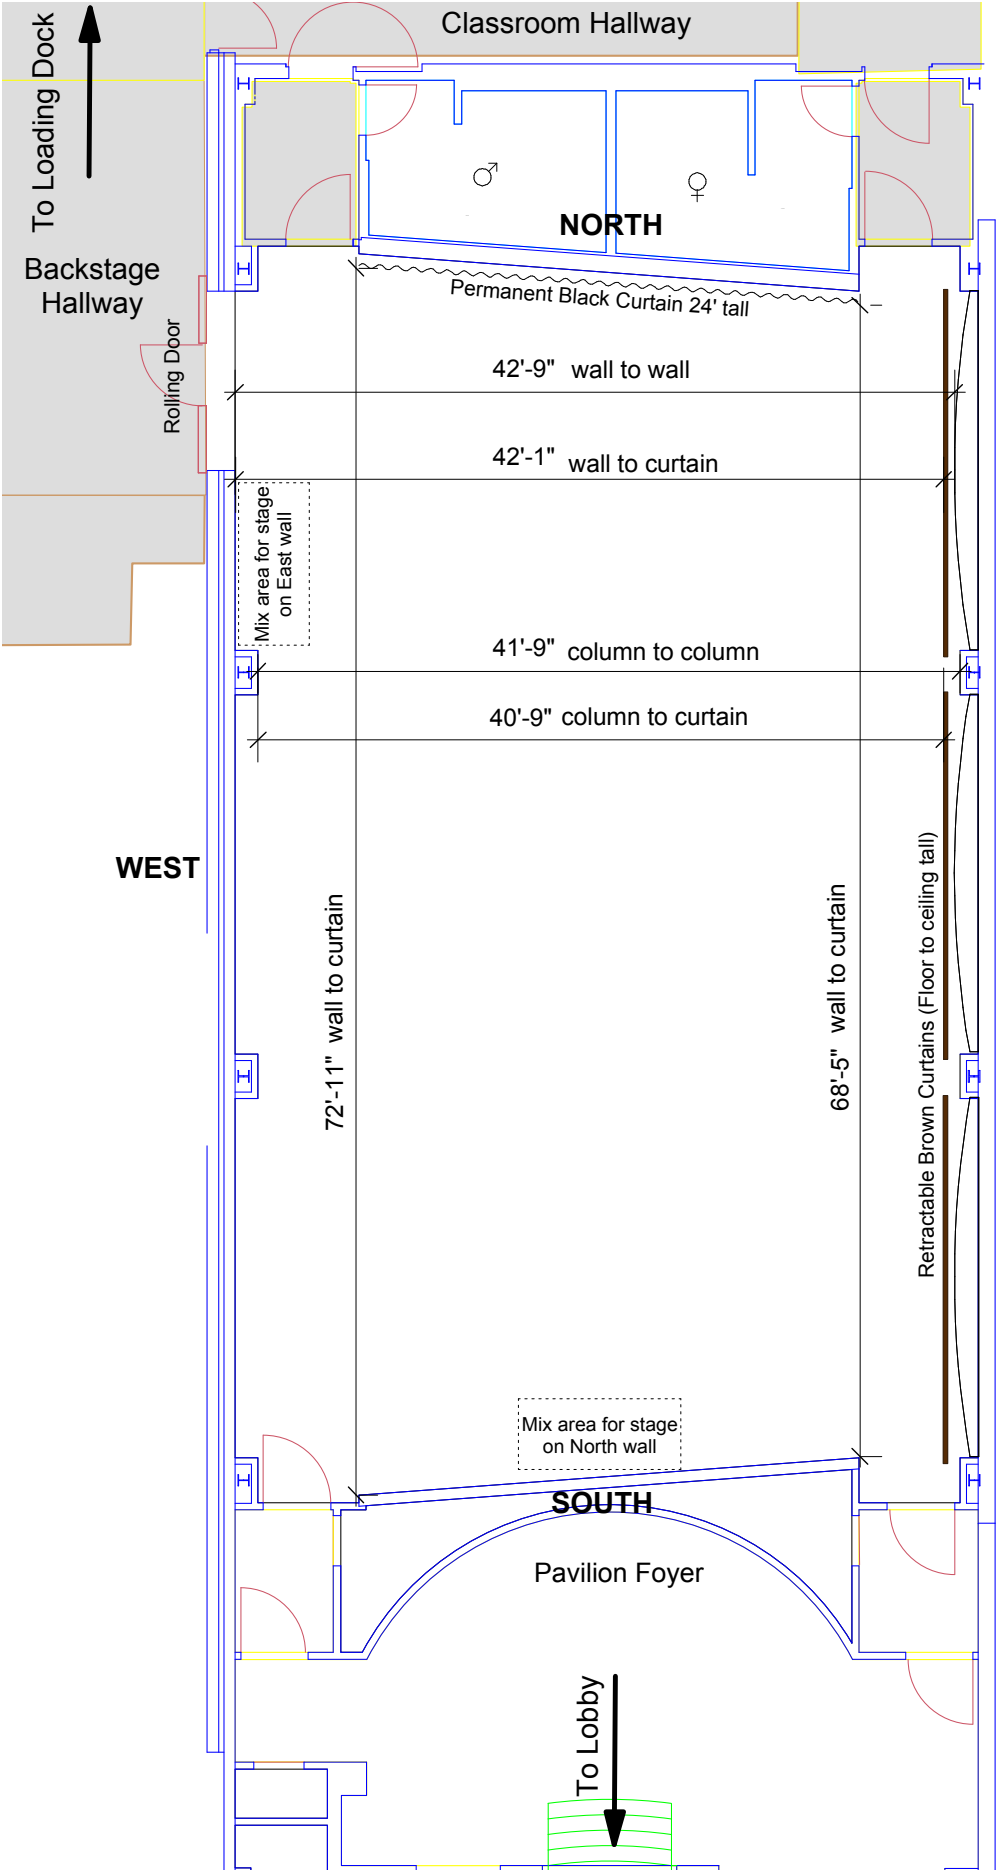 Classroom Hallway
To Loading Dock
♂
♀
NORTH
Backstage
Hallway
Permanent Black Curtain 24' tall
Rolling Door
42'-9" wall to wall
42'-1" wall to curtain
Mix area for stage
on East wall
41'-9" column to column
40'-9" column to curtain
WEST
72'-11" wall to curtain
68'-5" wall to curtain
Retractable Brown Curtains (Floor to ceiling tall)
Mix area for stage
on North wall
SOUTH
Pavilion Foyer
To Lobby